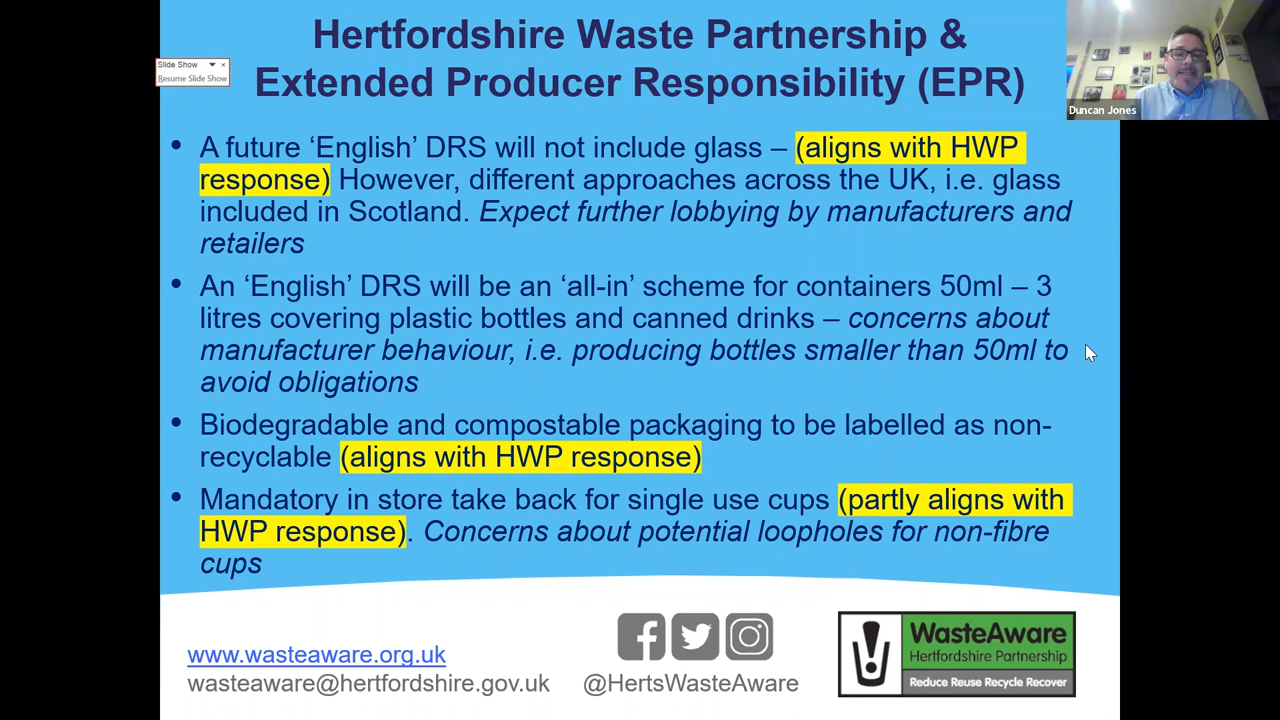 Hertfordshire Waste Partnership &
Extended Producer Responsibility (EPR)
Slide Show
Resume Slide Show
Duncan Jones
• A future ‘English’ DRS will not include glass – (aligns with HWP
response) However, different approaches across the UK, i.e. glass
included in Scotland. Expect further lobbying by manufacturers and
retailers
• An ‘English’ DRS will be an ‘all-in’ scheme for containers 50ml – 3
litres covering plastic bottles and canned drinks – concerns about
manufacturer behaviour, i.e. producing bottles smaller than 50ml to
avoid obligations
• Biodegradable and compostable packaging to be labelled as non-
recyclable (aligns with HWP response)
• Mandatory in store take back for single use cups (partly aligns with
HWP response). Concerns about potential loopholes for non-fibre
cups
www.wasteaware.org.uk
wasteaware@hertfordshire.gov.uk
@HertsWasteAware
WasteAware
Hertfordshire Partnership
Reduce Reuse Recycle Recover